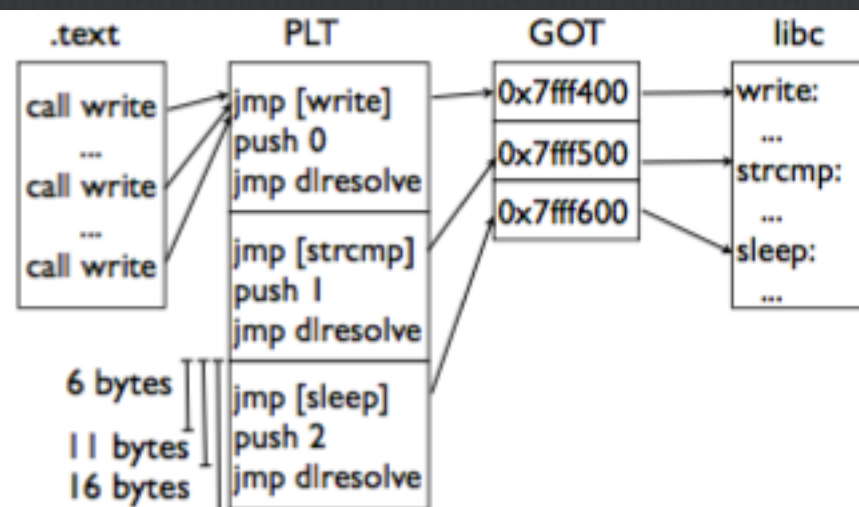 .text
PLT
GOT
libc
call write
...
call write
...
call write
jmp [write]
push 0
jmp dlresolve
jmp [strcmp]
push 1
jmp dlresolve
jmp [sleep]
push 2
jmp dlresolve
6 bytes
11 bytes
16 bytes
0x7fff400
0x7fff500
0x7fff600
write:
...
strcmp:
...
sleep:
...